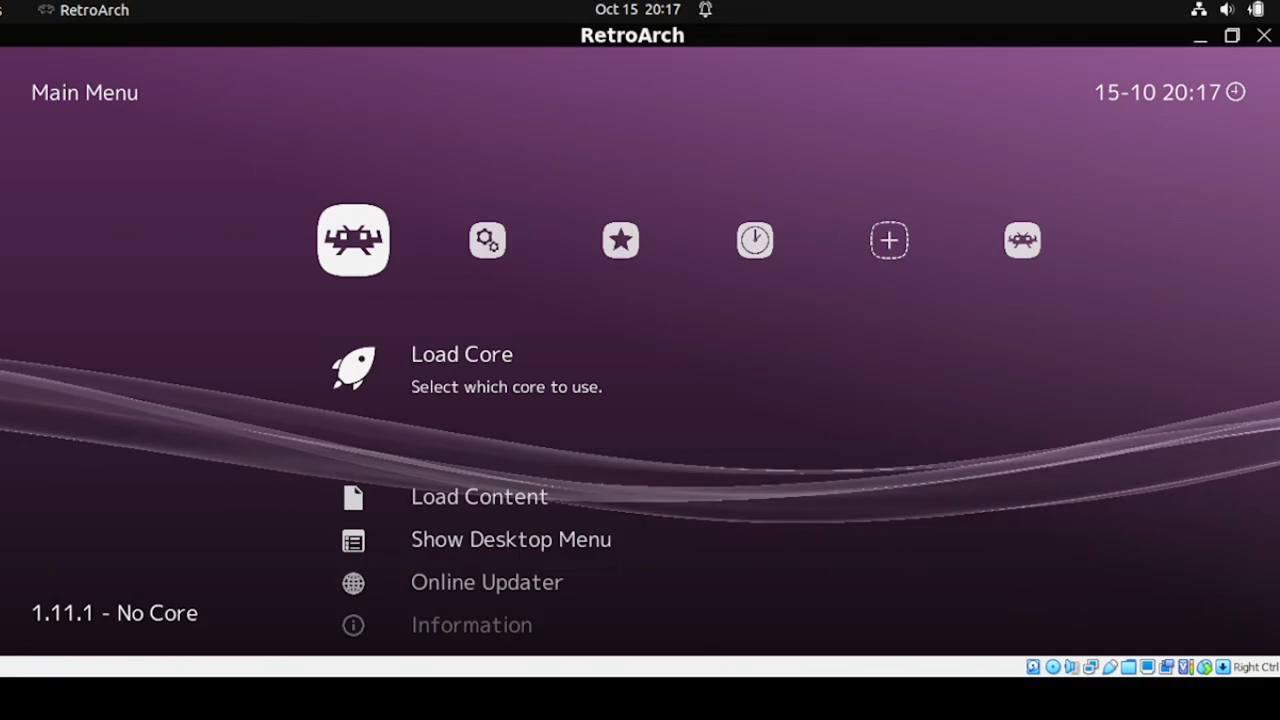 RetroArch
Oct 15 20:17
RetroArch
Main Menu
15-10 20:17
Load Core
Select which core to use.
Load Content
Show Desktop Menu
Online Updater
Information
1.11.1 - No Core
Right Ctrl